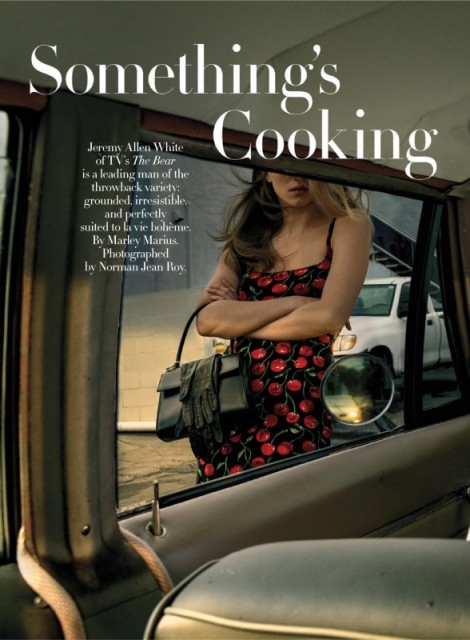 Something's
Cooking
Jeremy Allen White
of TV's The Bear
is a leading man of the
throwback variety:
grounded, irresistible,
and perfectly
suited to la vie bohème.
By Marley Marius.
Photographed
by Norman Jean Roy.